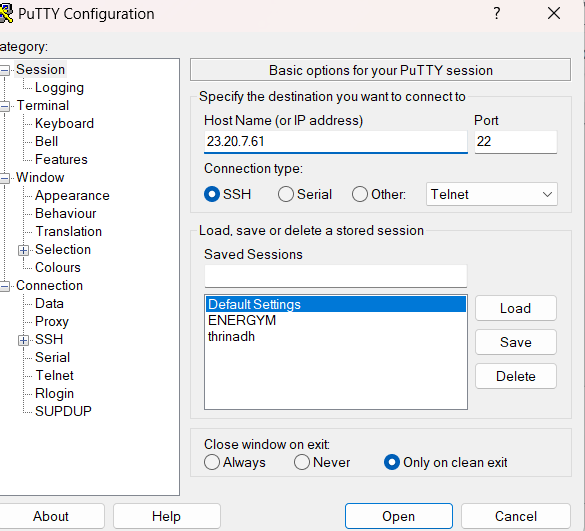 PuTTY Configuration
ategory:
Session
Logging
Terminal
Keyboard
Bell
Features
Window
Appearance
Behaviour
Translation
Selection
Colours
Connection
Data
Proxy
SSH
Serial
Telnet
Rlogin
SUPDUP
Basic options for your PuTTY session
Specify the destination you want to connect to
Host Name (or IP address) Port
23.20.7.61 22
Connection type:
SSH Serial Other: Telnet
Load, save or delete a stored session
Saved Sessions
Default Settings
ENERGYM
thrinadh
Load
Save
Delete
Close window on exit:
Always Never Only on clean exit
About Help Open Cancel